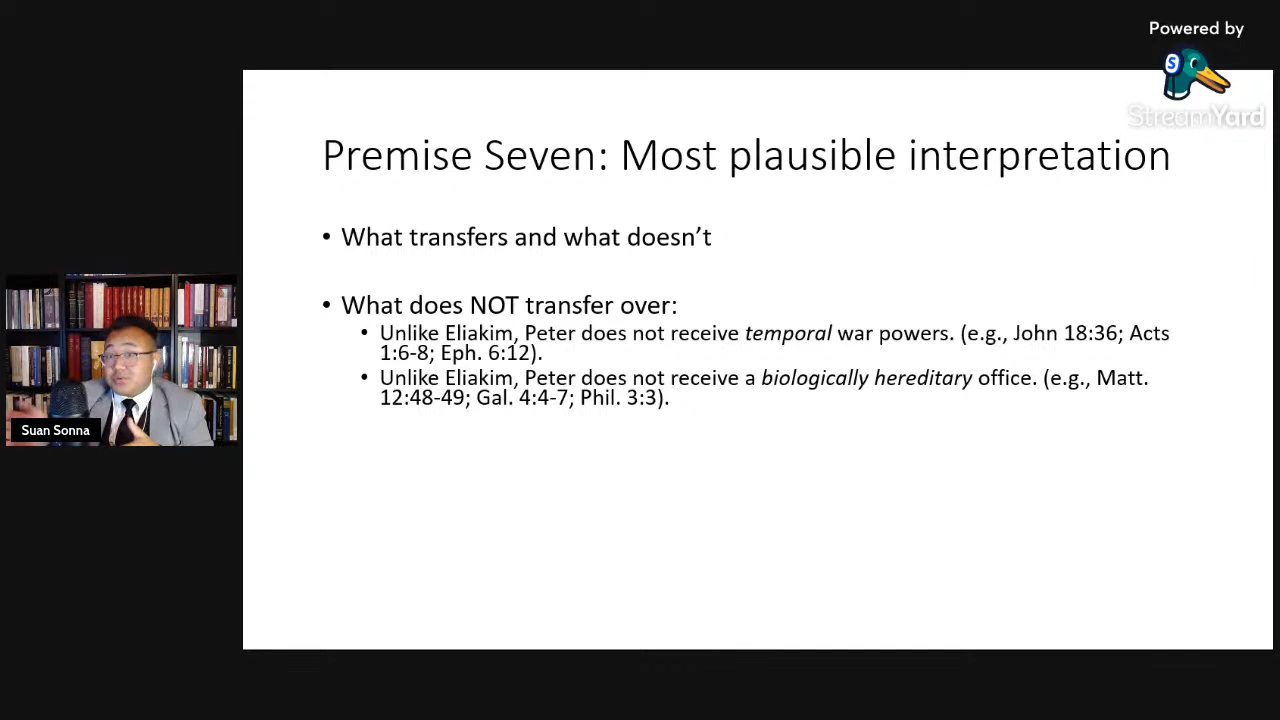 Powered by
S
StreamYard
Premise Seven: Most plausible interpretation
• What transfers and what doesn’t
• What does NOT transfer over:
• Unlike Eliakim, Peter does not receive temporal war powers. (e.g., John 18:36; Acts
1:6-8; Eph. 6:12).
• Unlike Eliakim, Peter does not receive a biologically hereditary office. (e.g., Matt.
12:48-49; Gal. 4:4-7; Phil. 3:3).
Suan Sonna